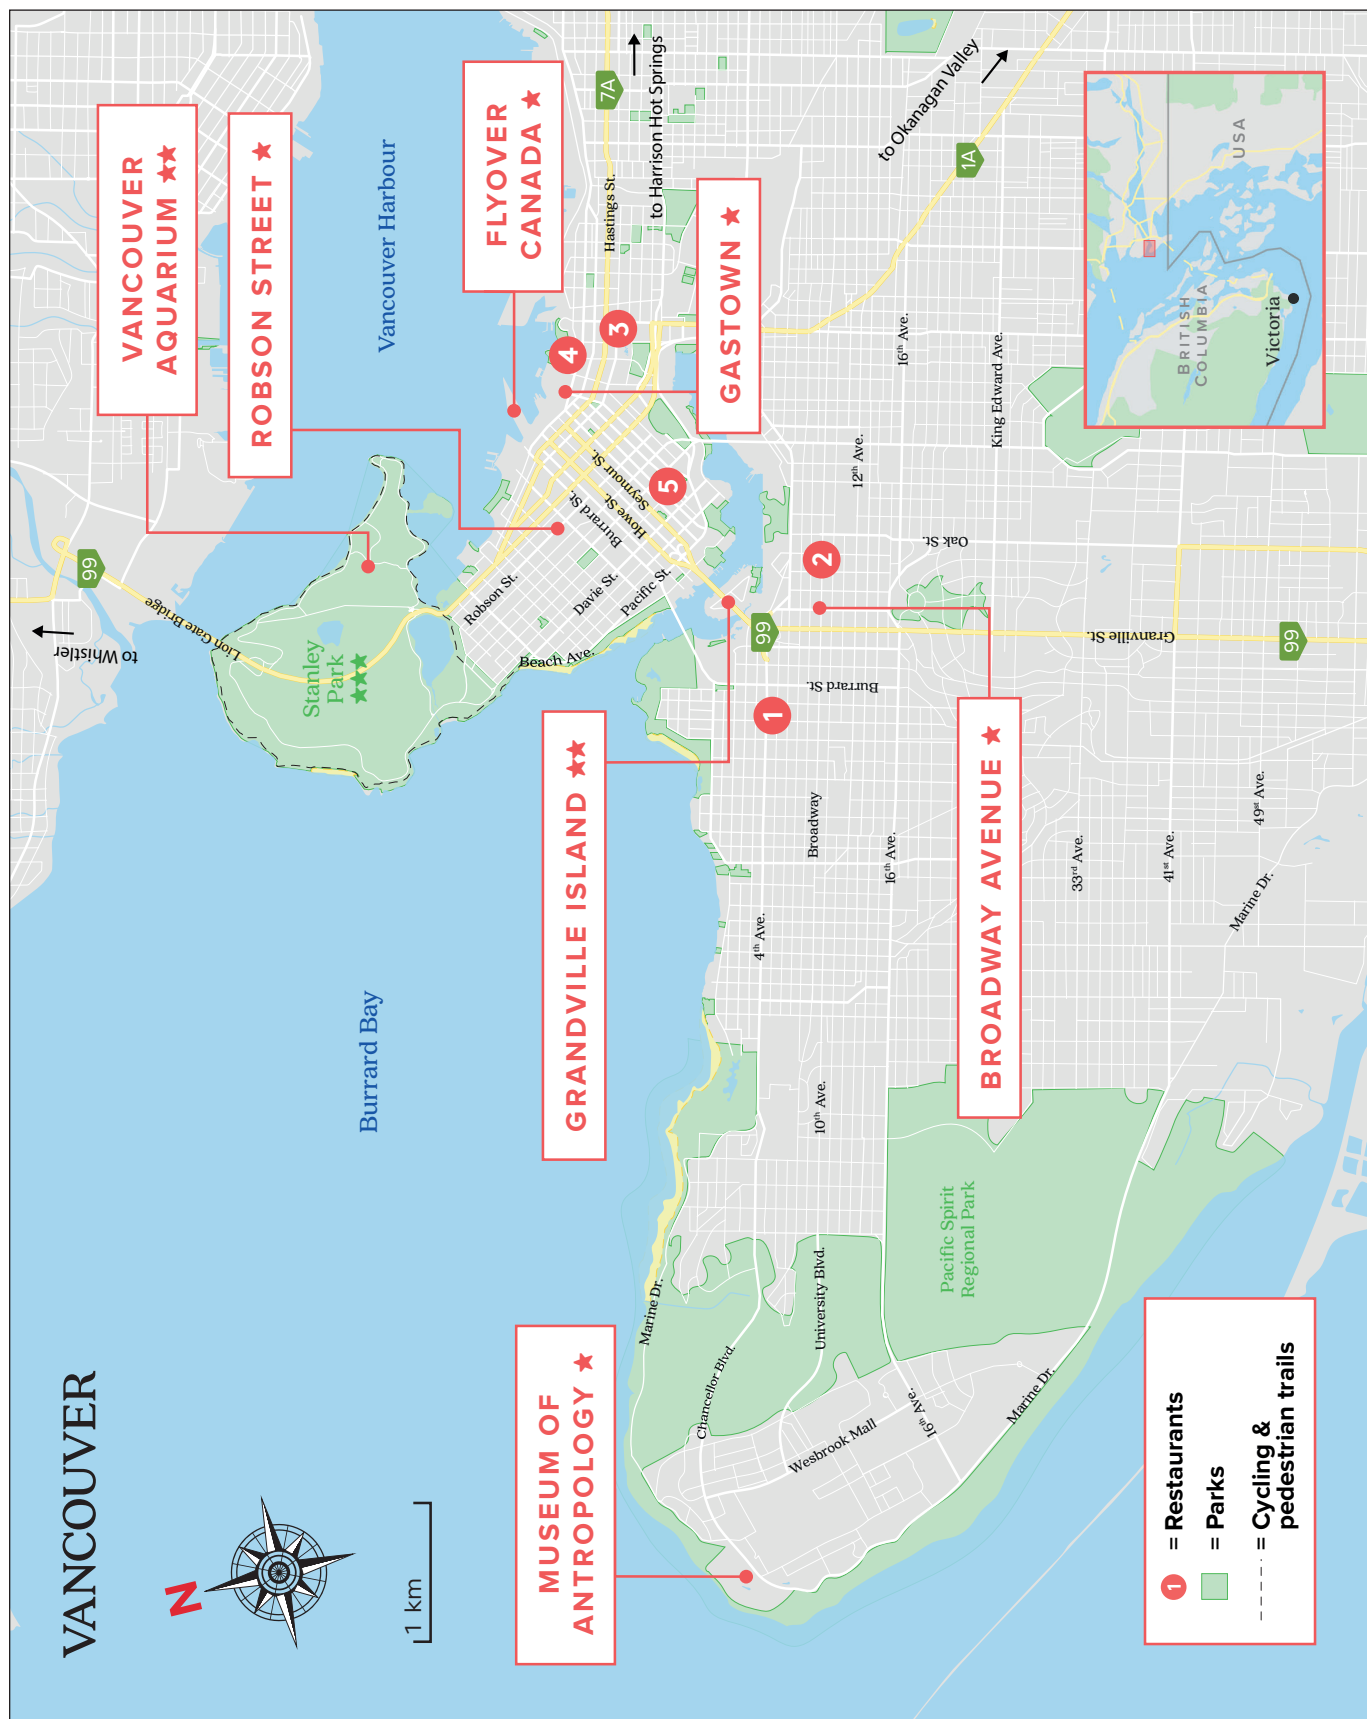 VANCOUVER
N
1 km
MUSEUM OF
ANTROPOLOGY
GRANDVILLE ISLAND
BROADWAY AVENUE
VANCOUVER
AQUARIUM
ROBSON STREET
FLYOVER
CANADA
GASTOWN
Burrard Bay
Vancouver Harbour
Stanley
Park
Pacific Spirit
Regional Park
to Whistler
Lion Gate Bridge
99
7A
to Harrison Hot Springs
Hastings St.
to Okanagan Valley
1A
4
3
5
2
1
99
99
Robson St.
Davie St.
Pacific St.
Beach Ave.
Burrard St.
Howe St.
Seymour St.
Burrard St.
Oak St.
Granville St.
12th Ave.
16th Ave.
King Edward Ave.
4th Ave.
Broadway
16th Ave.
10th Ave.
33rd Ave.
41st Ave.
49st Ave.
Marine Dr.
Marine Dr.
Chancellor Blvd.
University Blvd.
Wesbrook Mall
16th Ave.
Marine Dr.
BRITISH
COLUMBIA
USA
Victoria
1 = Restaurants
= Parks
= Cycling &
pedestrian trails